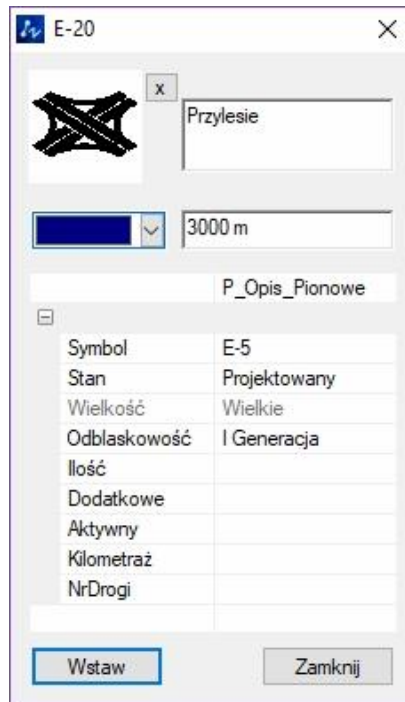 E-20
x
Przylesie
3000 m
P_Opis_Pionowe
Symbol E-5
Stan Projektowany
Wielkość Wielkie
Odblaskowość I Generacja
Ilość
Dodatkowe
Aktywny
Kilometraż
NrDrogi
Wstaw Zamknij